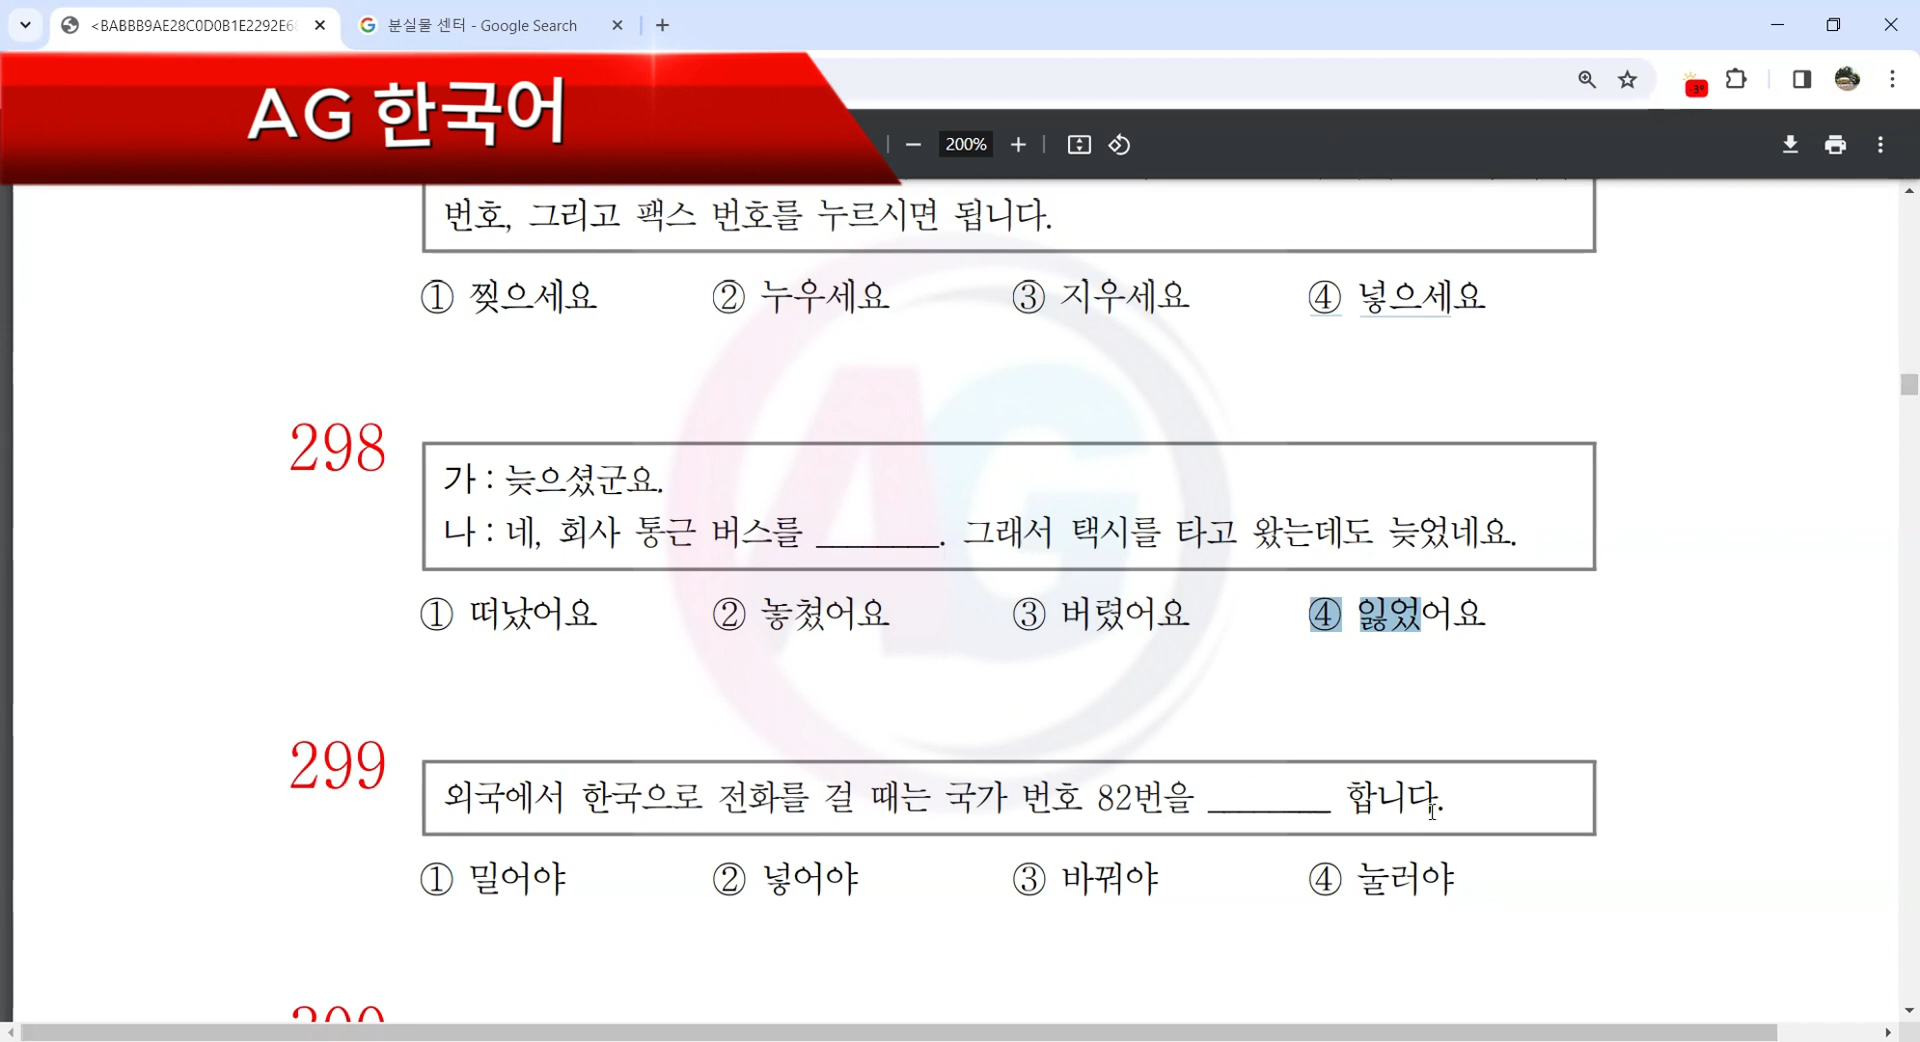 <BABBB9AE28C0D0B1E2292E6
분실물 센터 - Google Search
AG 한국어
-3°
200%
번호, 그리고 팩스 번호를 누르시면 됩니다.
① 찢으세요 ② 누우세요 ③ 지우세요 ④ 넣으세요
298
가 : 늦으셨군요.
나 : 네, 회사 통근 버스를 ________. 그래서 택시를 타고 왔는데도 늦었네요.
① 떠났어요 ② 놓쳤어요 ③ 버렸어요 ④ 잃었어요
AG
299
외국에서 한국으로 전화를 걸 때는 국가 번호 82번을 ________ 합니다.
① 밀어야 ② 넣어야 ③ 바꿔야 ④ 눌러야